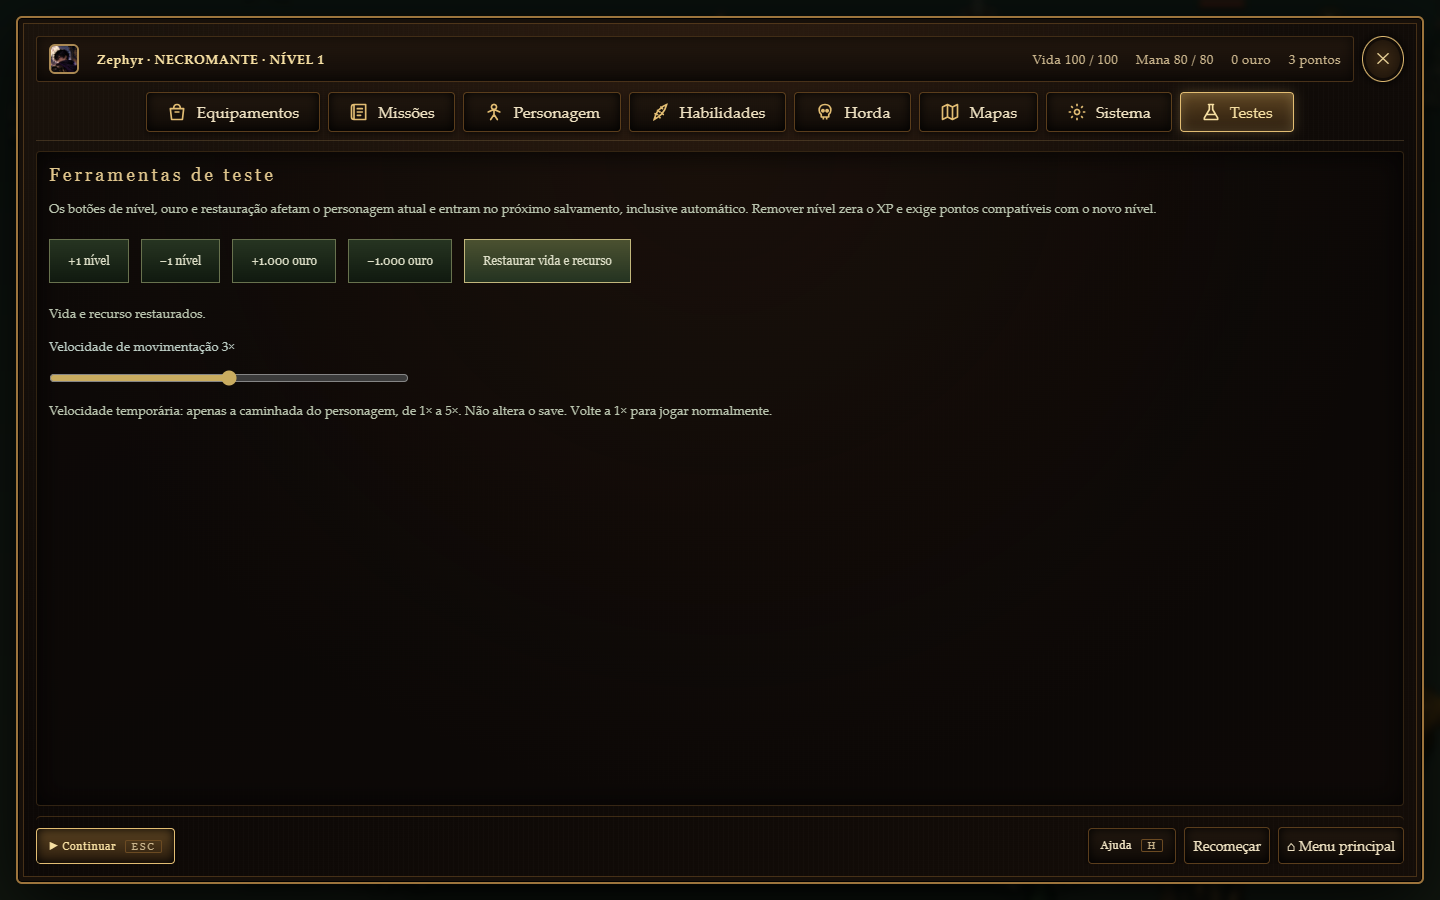 Zephyr · NECROMANTE · NÍVEL 1
Vida 100 / 100 Mana 80 / 80 0 ouro 3 pontos
Equipamentos Missões Personagem Habilidades Horda Mapas Sistema Testes
Ferramentas de teste
Os botões de nível, ouro e restauração afetam o personagem atual e entram no próximo salvamento, inclusive automático. Remover nível zera o XP e exige pontos compatíveis com o novo nível.
+1 nível −1 nível +1.000 ouro −1.000 ouro Restaurar vida e recurso
Vida e recurso restaurados.
Velocidade de movimentação 3×
Velocidade temporária: apenas a caminhada do personagem, de 1× a 5×. Não altera o save. Volte a 1× para jogar normalmente.
▶ Continuar ESC Ajuda H Recomeçar ⌂ Menu principal